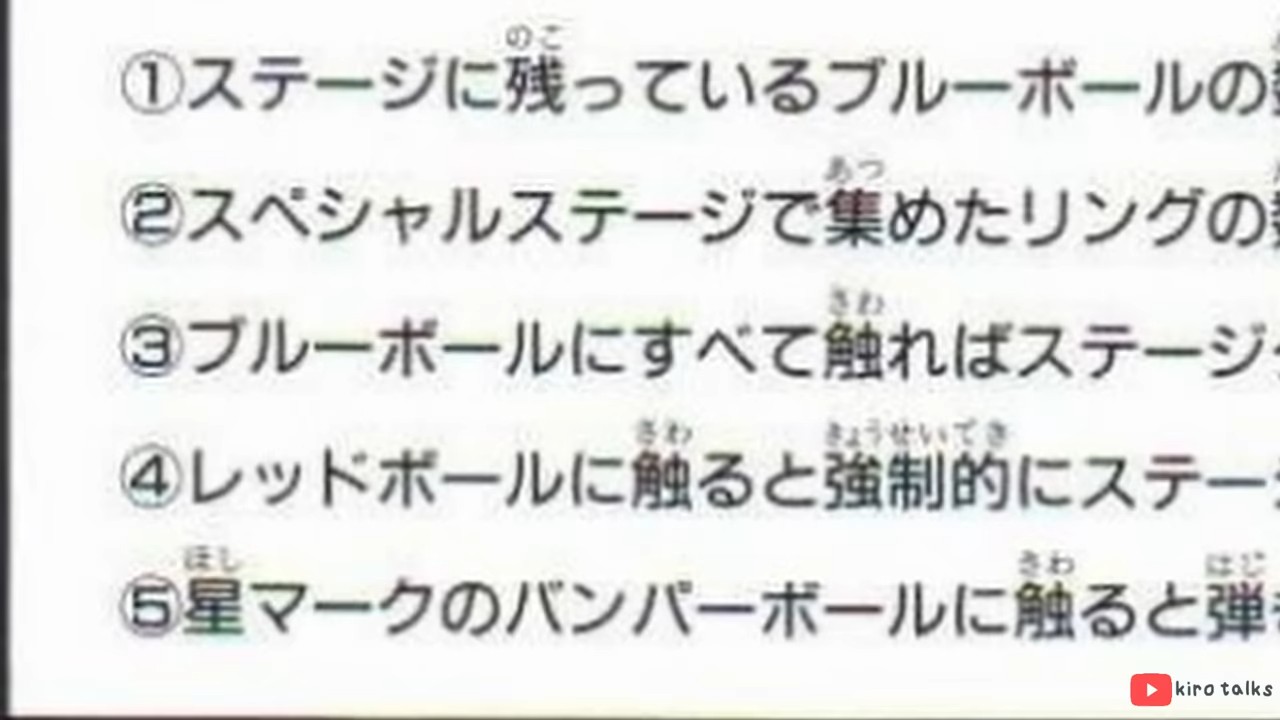 ①ステージに残っているブルーボールの
②スペシャルステージで集めたリングの
③ブルーボールにすべて触ればステージ
④レッドボールに触ると強制的にステー
⑤星マークのバンパーボールに触ると弾
kiro talks